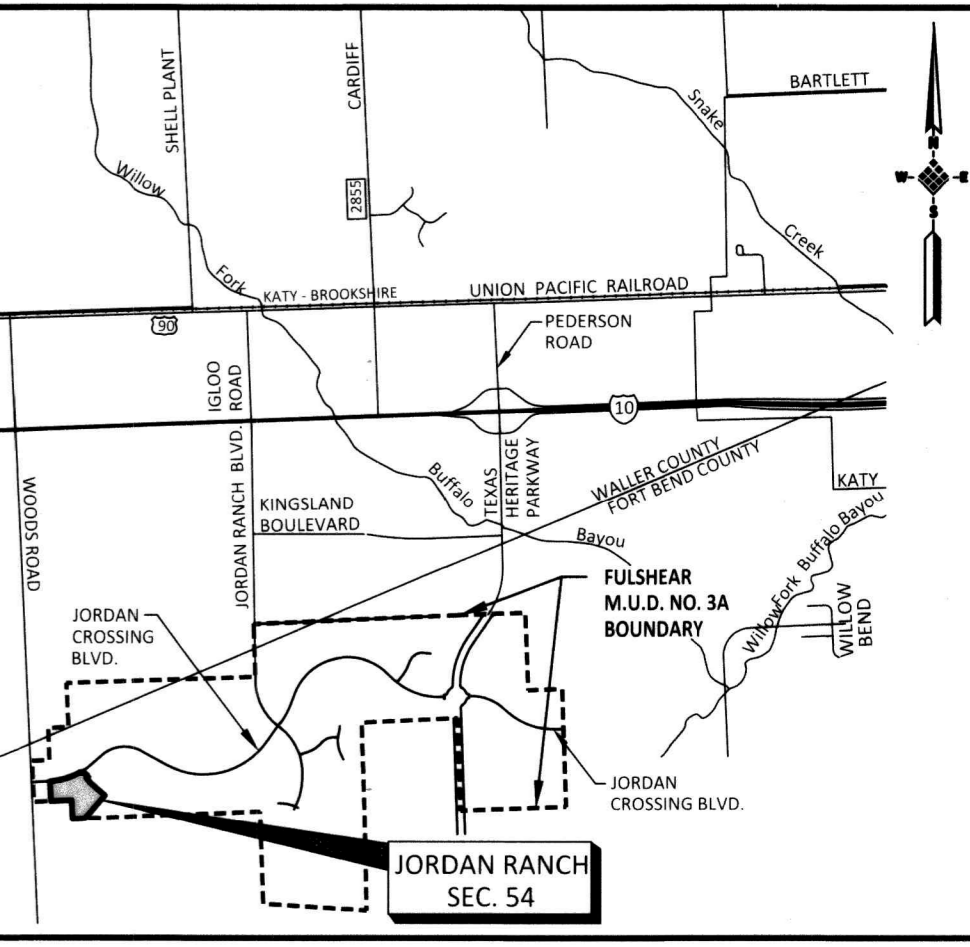 SHELL PLANT
CARDIFF
BARTLETT
Snake
Willow
2855
N
W
E
S
Creek
Fork
KATY - BROOKSHIRE
UNION PACIFIC RAILROAD
90
PEDERSON
ROAD
IGLOO
ROAD
10
WOODS ROAD
JORDAN RANCH BLVD.
KINGSLAND
BOULEVARD
Buffalo
TEXAS
HERITAGE
PARKWAY
WALLER COUNTY
FORT BEND COUNTY
KATY
Bayou
Willow Fork Buffalo Bayou
WILLOW
BEND
FULSHEAR
M.U.D. NO. 3A
BOUNDARY
JORDAN
CROSSING
BLVD.
JORDAN
CROSSING BLVD.
JORDAN RANCH
SEC. 54